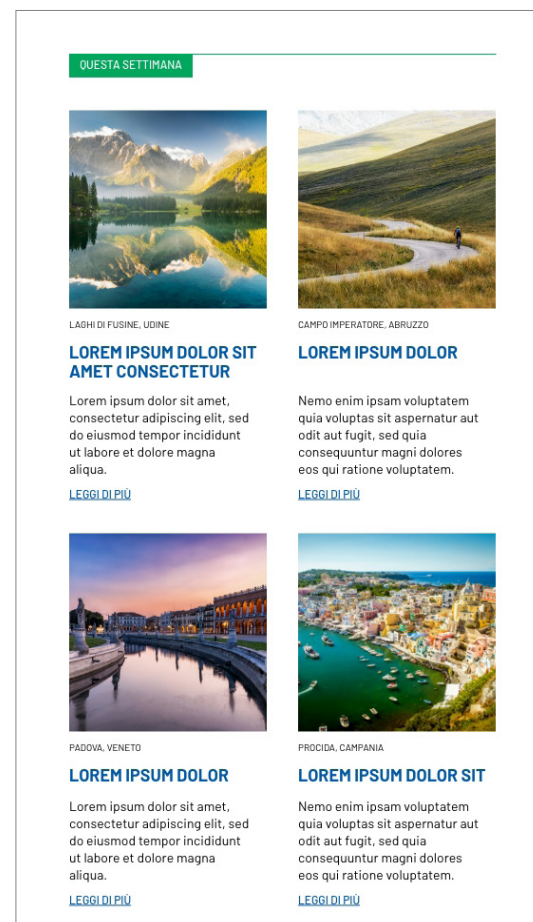 QUESTA SETTIMANA
LAGHI DI FUSINE, UDINE
LOREM IPSUM DOLOR SIT
AMET CONSECTETUR
Lorem ipsum dolor sit amet,
consectetur adipiscing elit, sed
do eiusmod tempor incididunt
ut labore et dolore magna
aliqua.
LEGGI DI PIÙ
CAMPO IMPERATORE, ABRUZZO
LOREM IPSUM DOLOR
Nemo enim ipsam voluptatem
quia voluptas sit aspernatur aut
odit aut fugit, sed quia
consequuntur magni dolores
eos qui ratione voluptatem.
LEGGI DI PIÙ
PADOVA, VENETO
LOREM IPSUM DOLOR
Lorem ipsum dolor sit amet,
consectetur adipiscing elit, sed
do eiusmod tempor incididunt
ut labore et dolore magna
aliqua.
LEGGI DI PIÙ
PROCIDA, CAMPANIA
LOREM IPSUM DOLOR SIT
Nemo enim ipsam voluptatem
quia voluptas sit aspernatur aut
odit aut fugit, sed quia
consequuntur magni dolores
eos qui ratione voluptatem.
LEGGI DI PIÙ